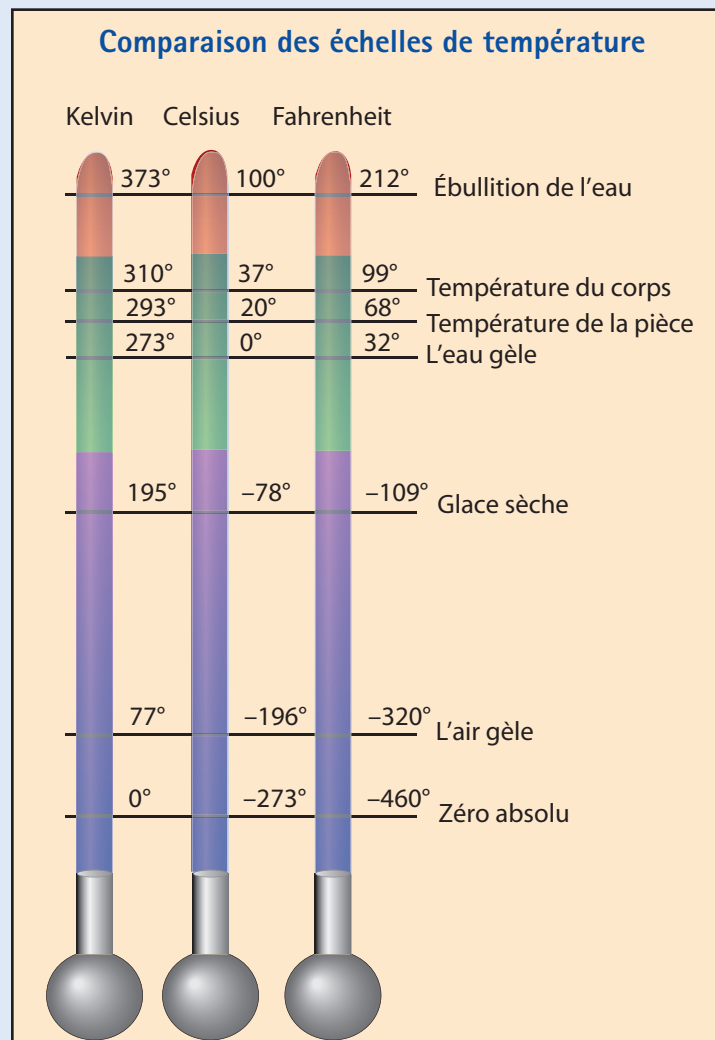 Comparaison des échelles de température
Kelvin Celsius Fahrenheit
373° 100° 212° Ébullition de l'eau
310° 37° 99° Température du corps
293° 20° 68° Température de la pièce
273° 0° 32° L'eau gèle
195° –78° –109° Glace sèche
77° –196° –320° L'air gèle
0° –273° –460° Zéro absolu